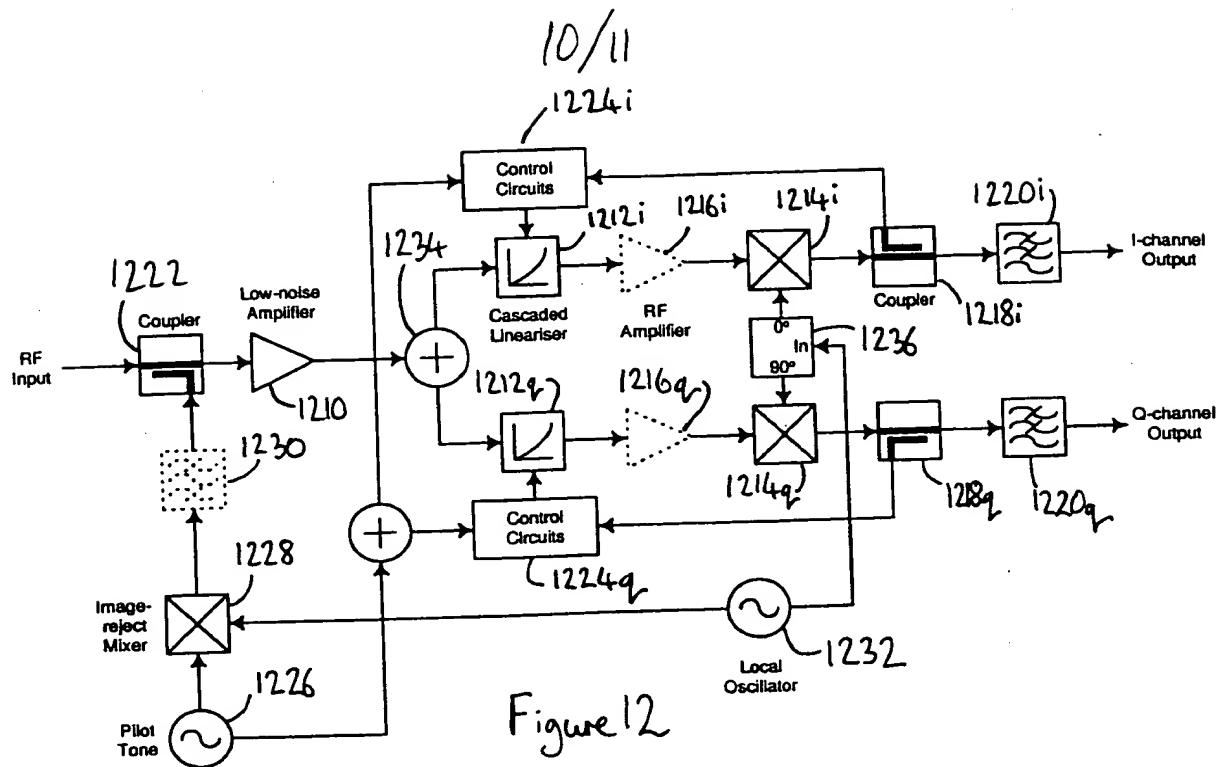 10/11
1224i
Control
Circuits
1212i
1216i
1214i
1220i
1234
1222
Low-noise
Amplifier
Coupler
I-channel
Output
Cascaded
Lineariser
RF
Amplifier
Coupler
1218i
0°
In
90°
1236
RF
Input
1210
1212q
1216q
Q-channel
Output
1230
1214q
1218q
1220q
Control
Circuits
1224q
1228
Image-
reject
Mixer
1226
Local
Oscillator
1232
Pilot
Tone
Figure 12